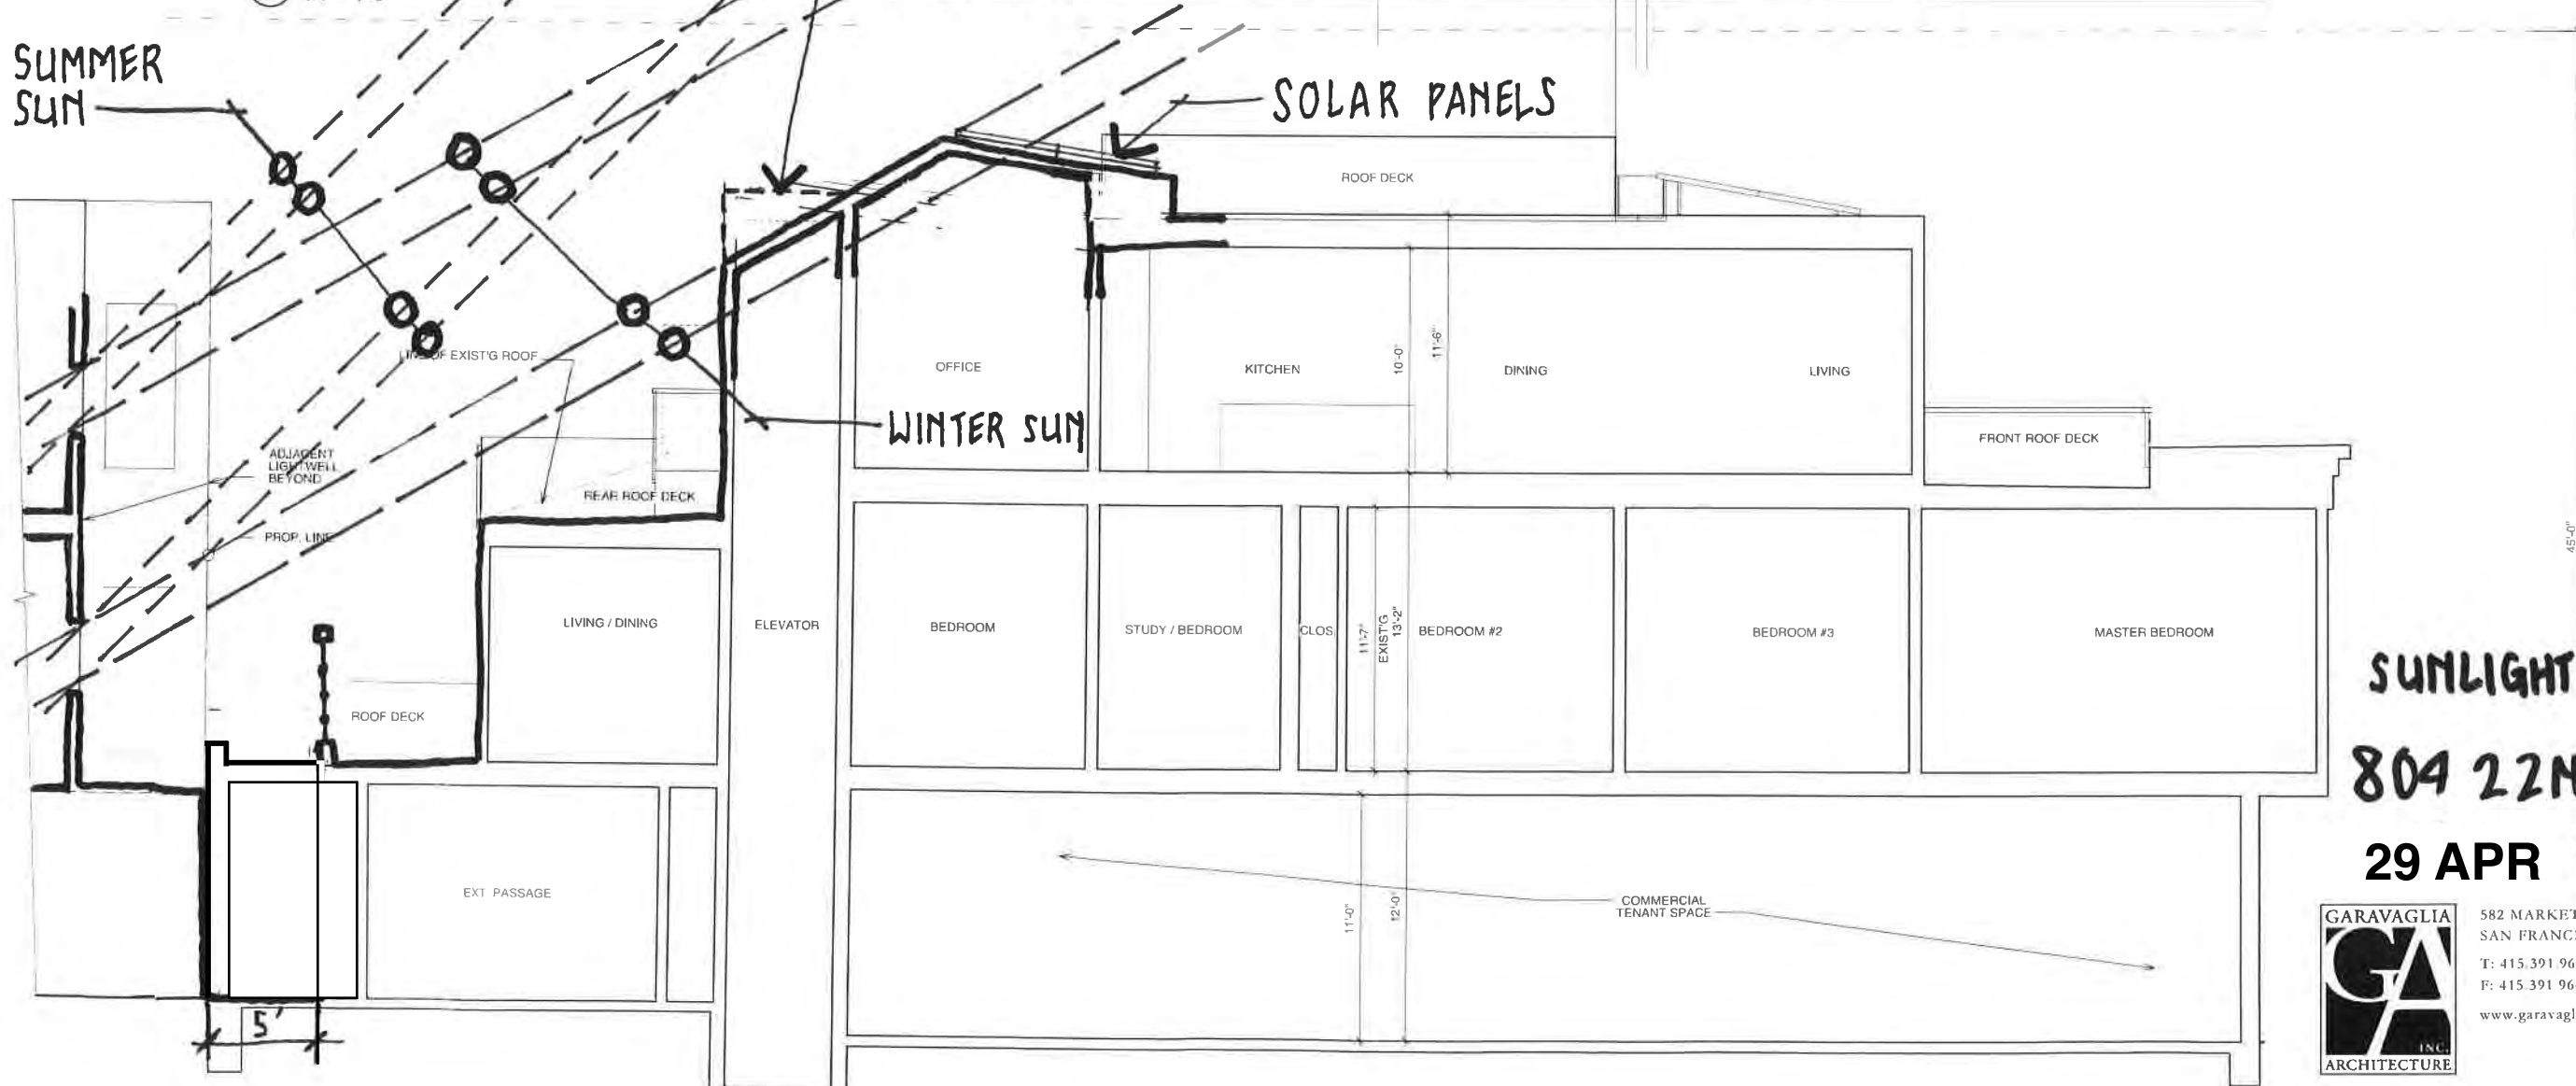 SUMMER
SUN
SOLAR PANELS
ROOF DECK
LINE OF EXIST'G ROOF
OFFICE
KITCHEN
10'-0"
11'-6"
DINING
LIVING
WINTER SUN
FRONT ROOF DECK
ADJACENT
LIGHTWELL
BEYOND
REAR ROOF DECK
PROP. LINE
45'-0"
LIVING / DINING
ELEVATOR
BEDROOM
STUDY / BEDROOM
CLOS.
11'-7"
EXIST'G
13'-2"
BEDROOM #2
BEDROOM #3
MASTER BEDROOM
SUNLIGHT
ROOF DECK
804 22N
29 APR
EXT PASSAGE
11'-0"
12'-0"
COMMERCIAL
TENANT SPACE
5'
GARAVAGLIA
GA
INC.
ARCHITECTURE
582 MARKET
SAN FRANC
T: 415.391.96
F: 415.391.96
www.garavagl